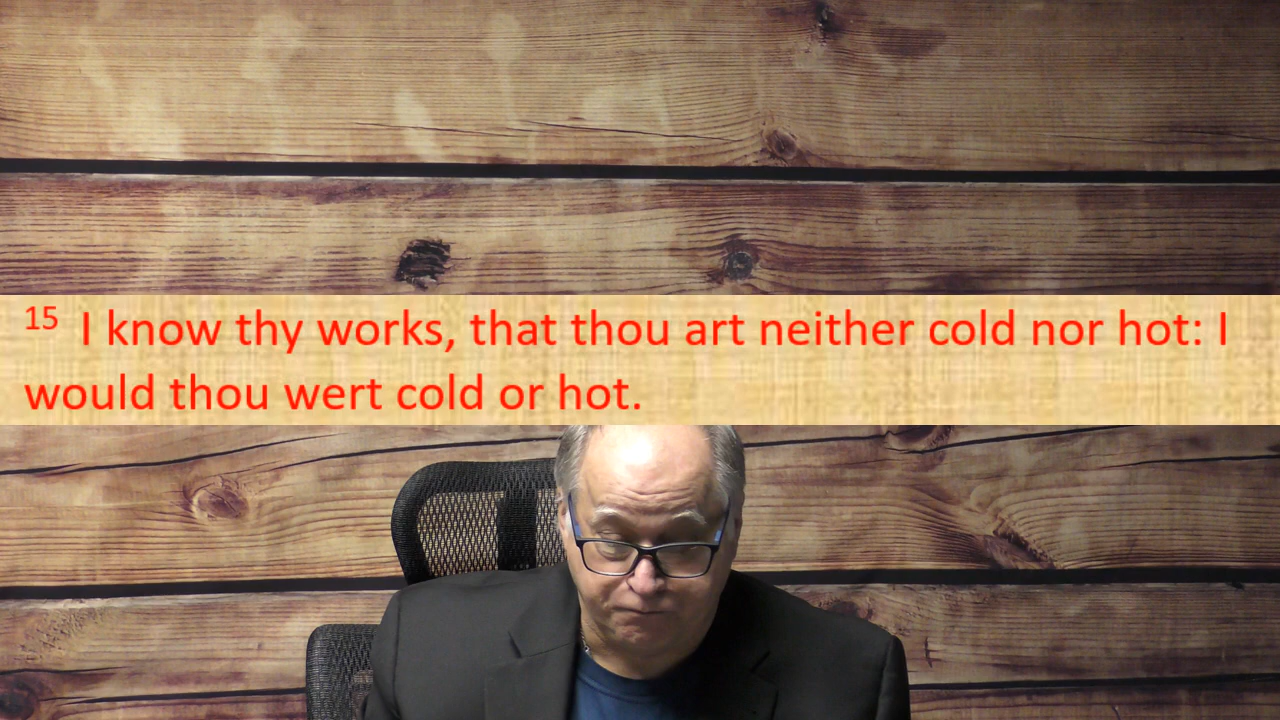 15 I know thy works, that thou art neither cold nor hot: I
would thou wert cold or hot.